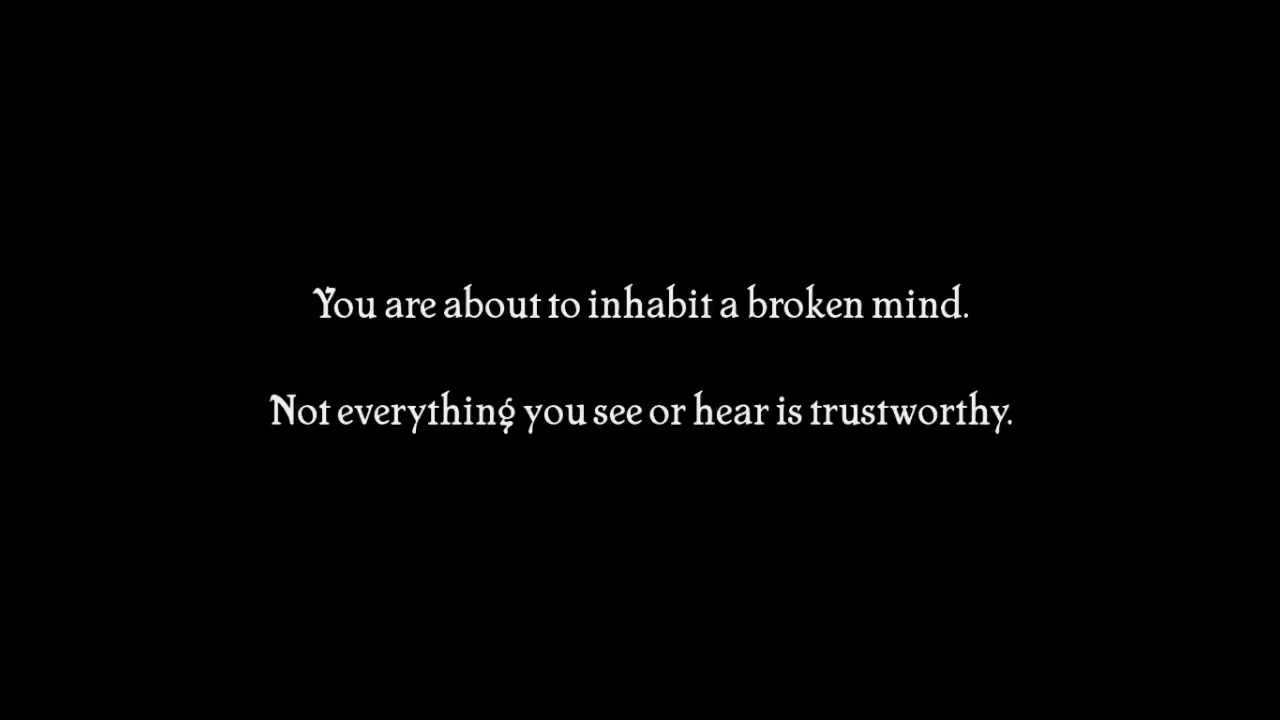 You are about to inhabit a broken mind.
Not everything you see or hear is trustworthy.